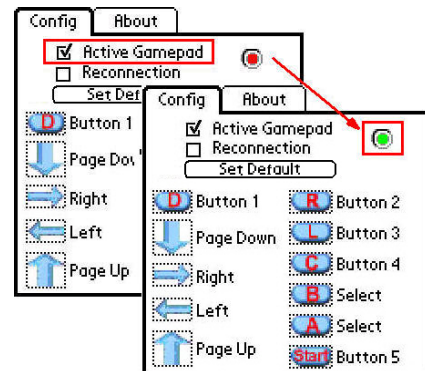 Config About
Active Gamepad
Reconnection
Set Def
D Button 1
Page Dow
Right
Left
Page Up
Config About
Active Gamepad
Reconnection
Set Default
D Button 1
R Button 2
Page Down
L Button 3
Right
C Button 4
Left
B Select
Page Up
A Select
Start Button 5